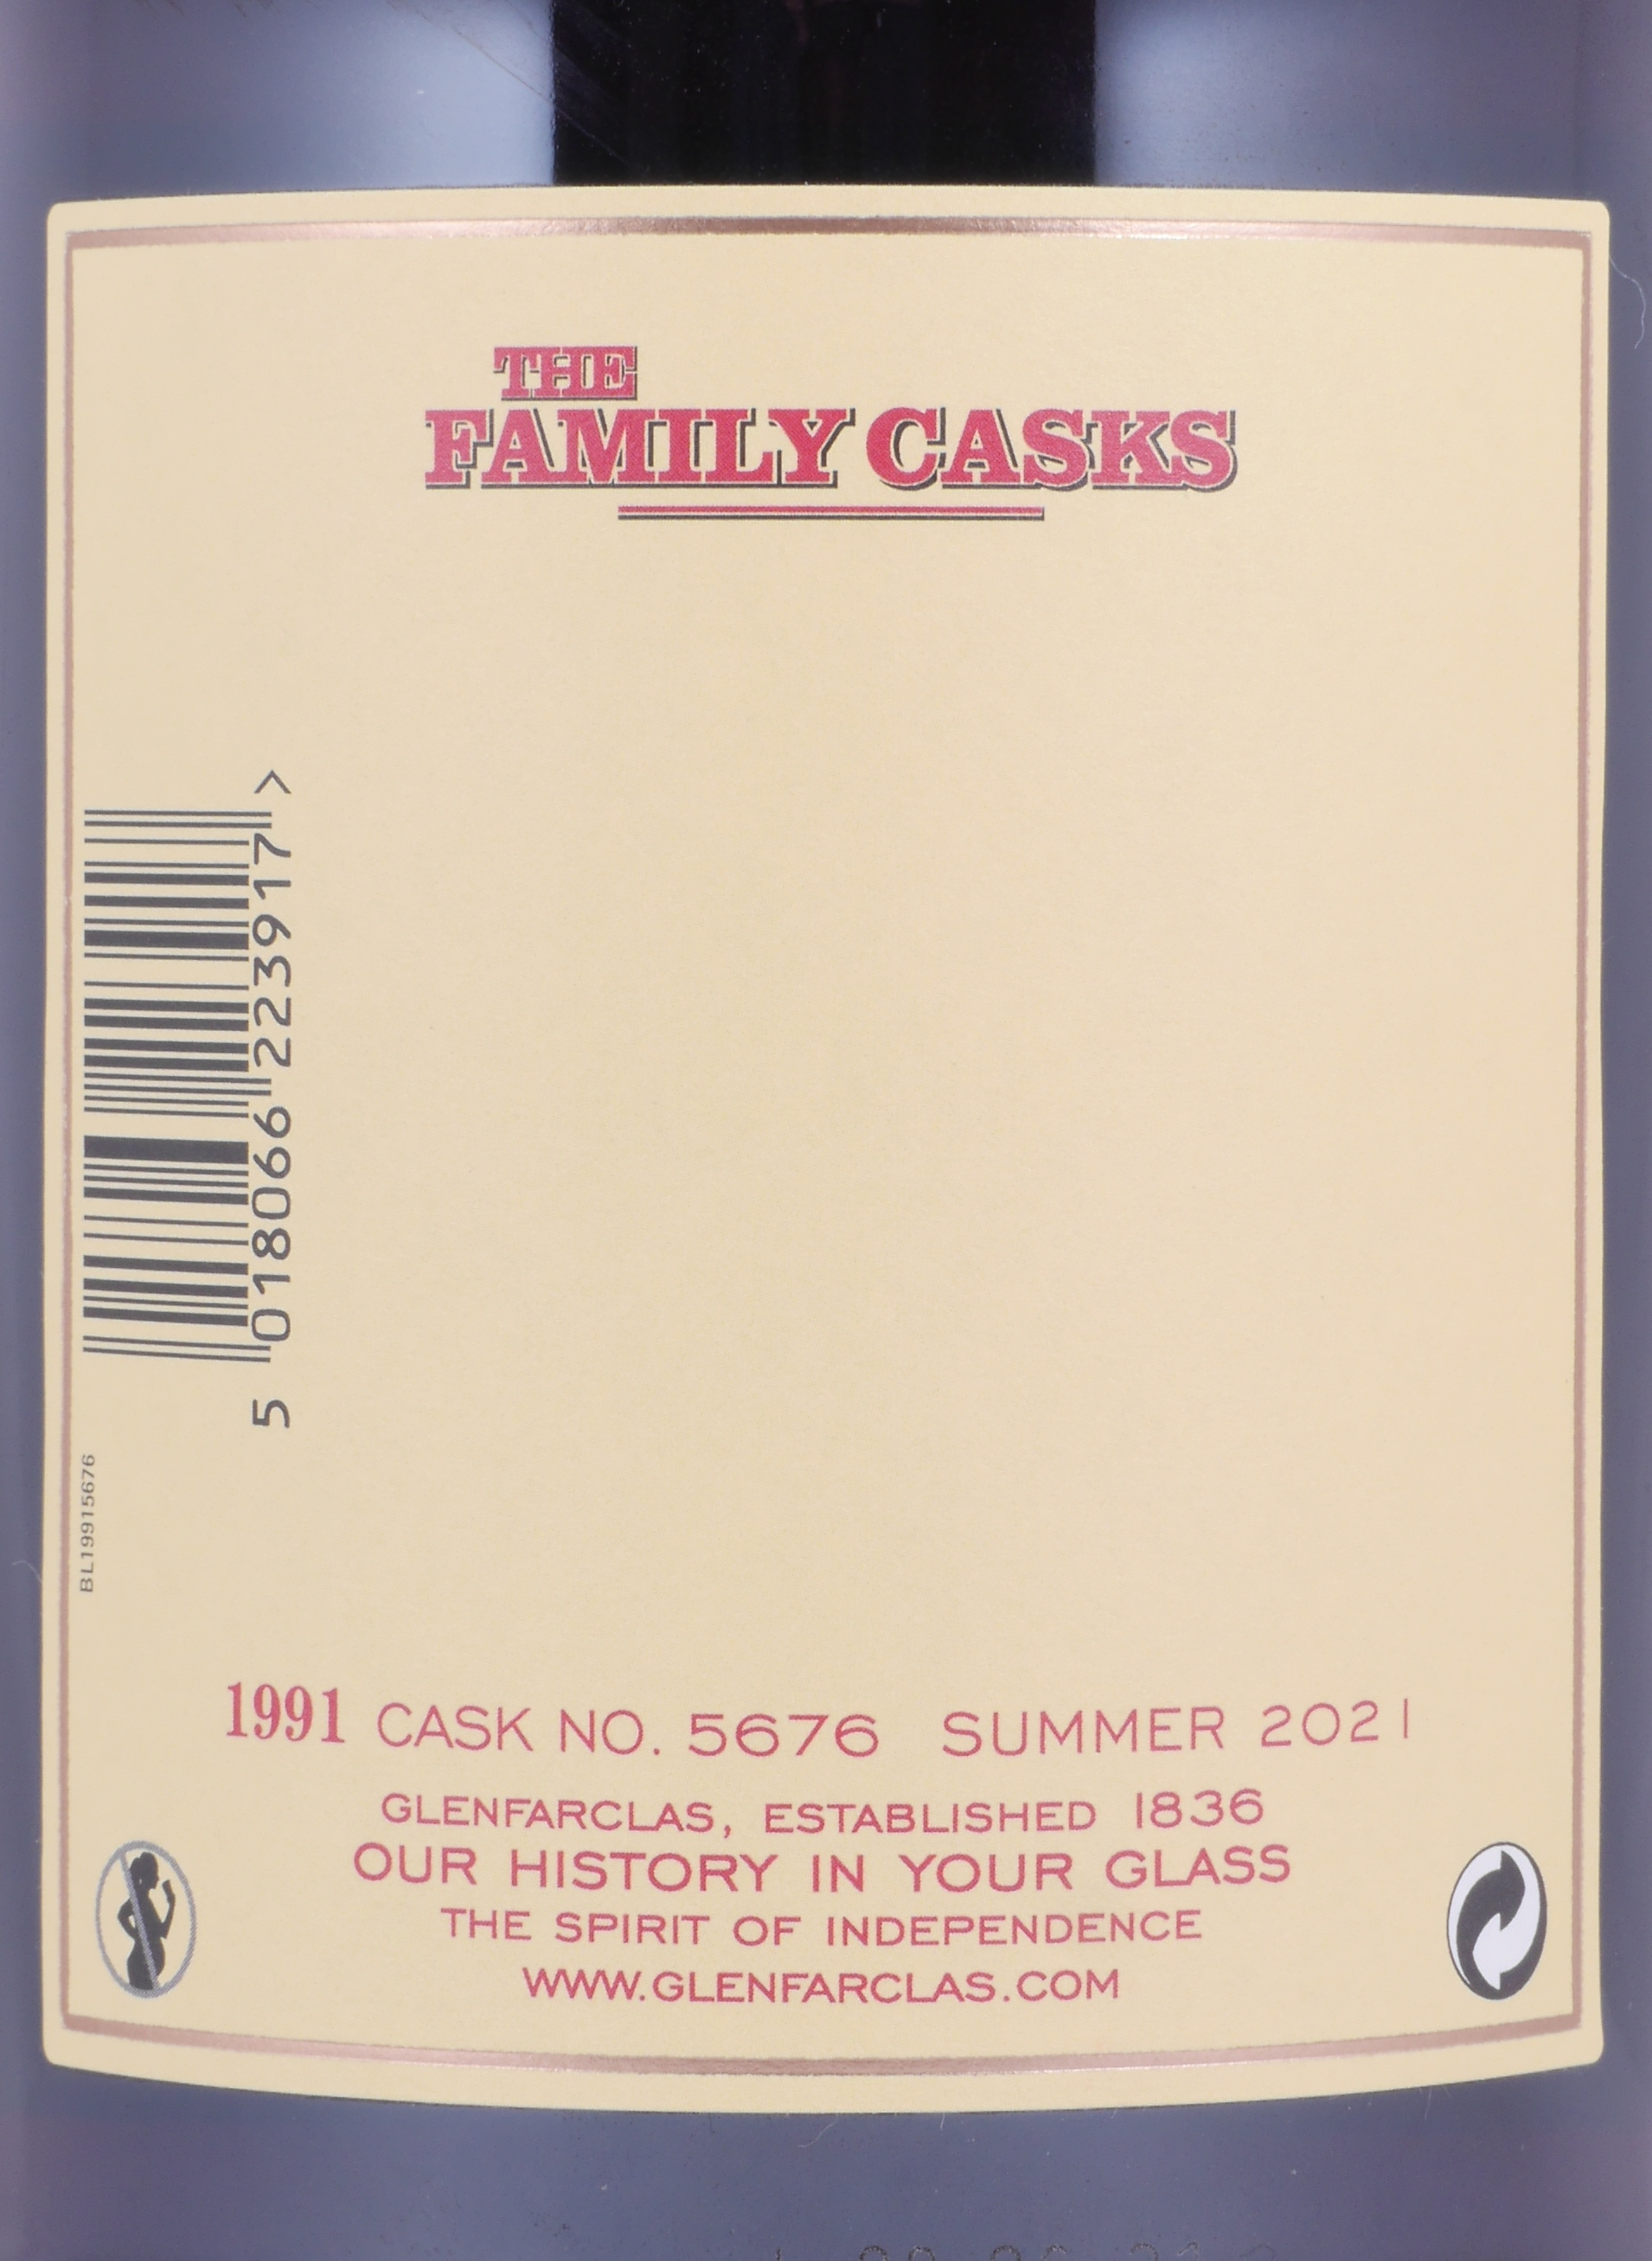 THE
FAMILY CASKS
5 018066 223917 >
BL19915676
1991 CASK NO. 5676 SUMMER 2021
GLENFARCLAS, ESTABLISHED 1836
OUR HISTORY IN YOUR GLASS
THE SPIRIT OF INDEPENDENCE
WWW.GLENFARCLAS.COM